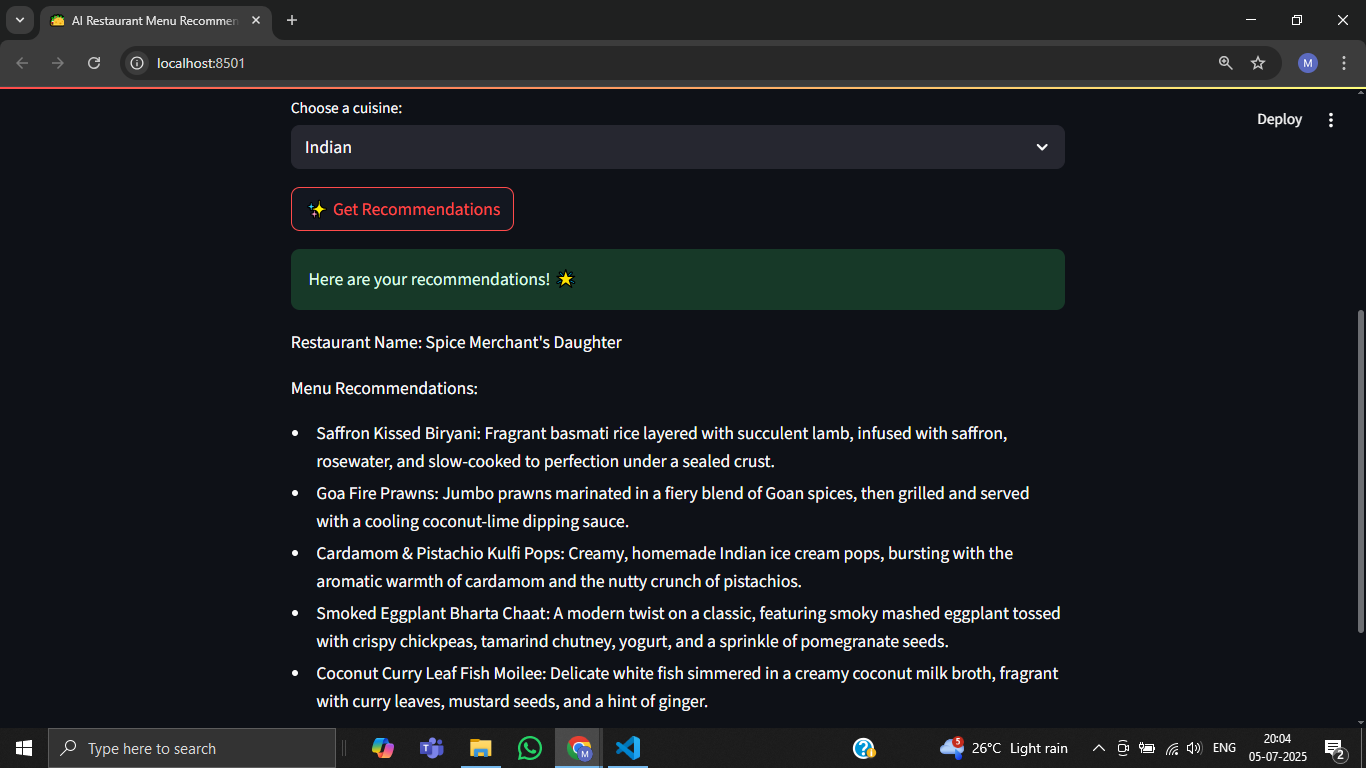 AI Restaurant Menu Recommen
localhost:8501
Choose a cuisine:
Deploy
Indian
✨ Get Recommendations
Here are your recommendations! 🌟
Restaurant Name: Spice Merchant's Daughter
Menu Recommendations:
• Saffron Kissed Biryani: Fragrant basmati rice layered with succulent lamb, infused with saffron,
rosewater, and slow-cooked to perfection under a sealed crust.
• Goa Fire Prawns: Jumbo prawns marinated in a fiery blend of Goan spices, then grilled and served
with a cooling coconut-lime dipping sauce.
• Cardamom & Pistachio Kulfi Pops: Creamy, homemade Indian ice cream pops, bursting with the
aromatic warmth of cardamom and the nutty crunch of pistachios.
• Smoked Eggplant Bharta Chaat: A modern twist on a classic, featuring smoky mashed eggplant tossed
with crispy chickpeas, tamarind chutney, yogurt, and a sprinkle of pomegranate seeds.
• Coconut Curry Leaf Fish Moilee: Delicate white fish simmered in a creamy coconut milk broth, fragrant
with curry leaves, mustard seeds, and a hint of ginger.
Type here to search
5
26°C Light rain
ENG
20:04
05-07-2025
2
M